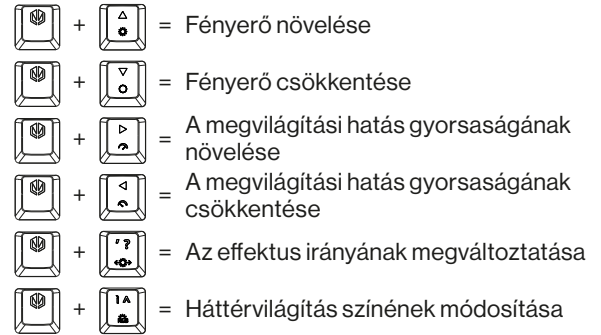 + = Fényerő növelése
+ = Fényerő csökkentése
+ = A megvilágítási hatás gyorsaságának
növelése
+ = A megvilágítási hatás gyorsaságának
csökkentése
+ ' ? = Az effektus irányának megváltoztatása
+ 1 A = Háttérvilágítás színének módosítása